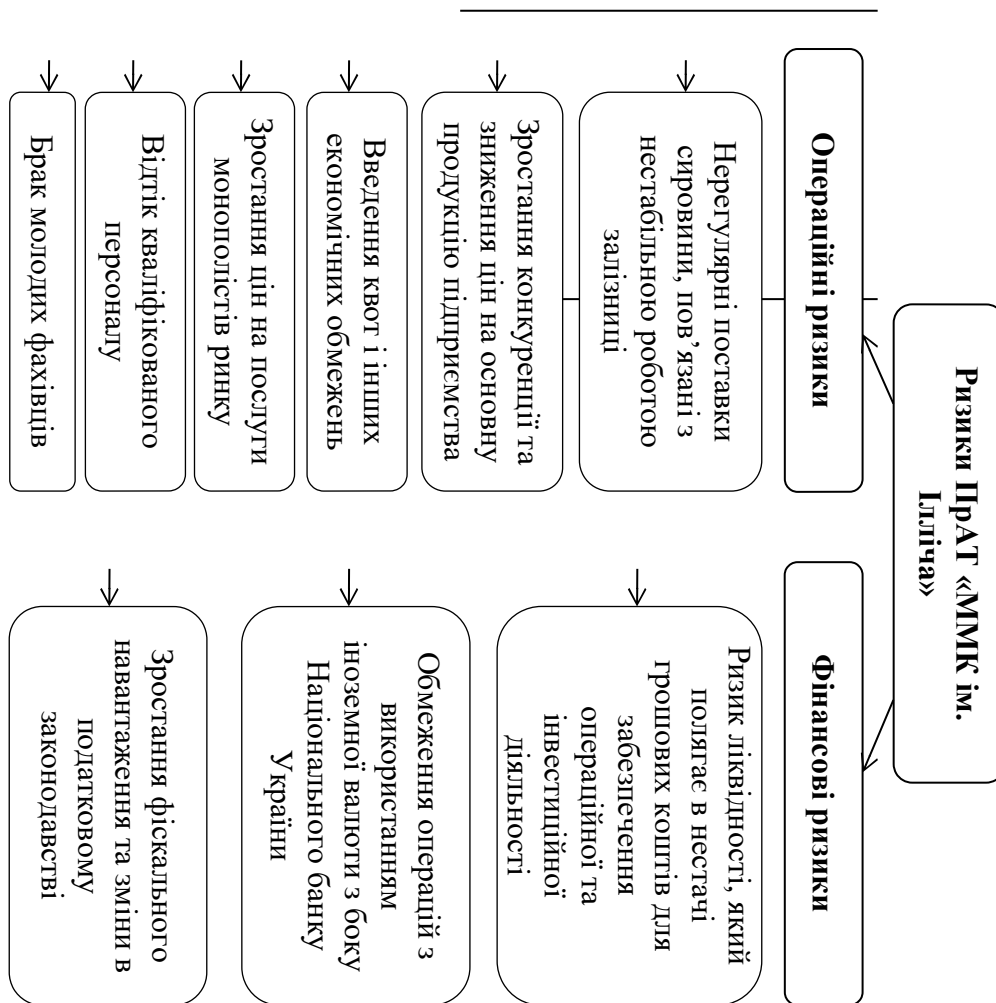 Ризики ПрАТ «ММК ім.
Ілліча»
Операційні ризики
Нерегулярні поставки
сировини, пов’язані з
нестабільною роботою
залізниці
Зростання конкуренції та
зниження цін на основну
продукцію підприємства
Введення квот і інших
економічних обмежень
Зростання цін на послуги
монополістів ринку
Відтік кваліфікованого
персоналу
Брак молодих фахівців
Фінансові ризики
Ризик ліквідності, який
полягає в нестачі
грошових коштів для
забезпечення
операційної та
інвестиційної
діяльності
Обмеження операцій з
використанням
іноземної валюти з боку
Національного банку
України
Зростання фіскального
навантаження та зміни в
податковому
законодавстві